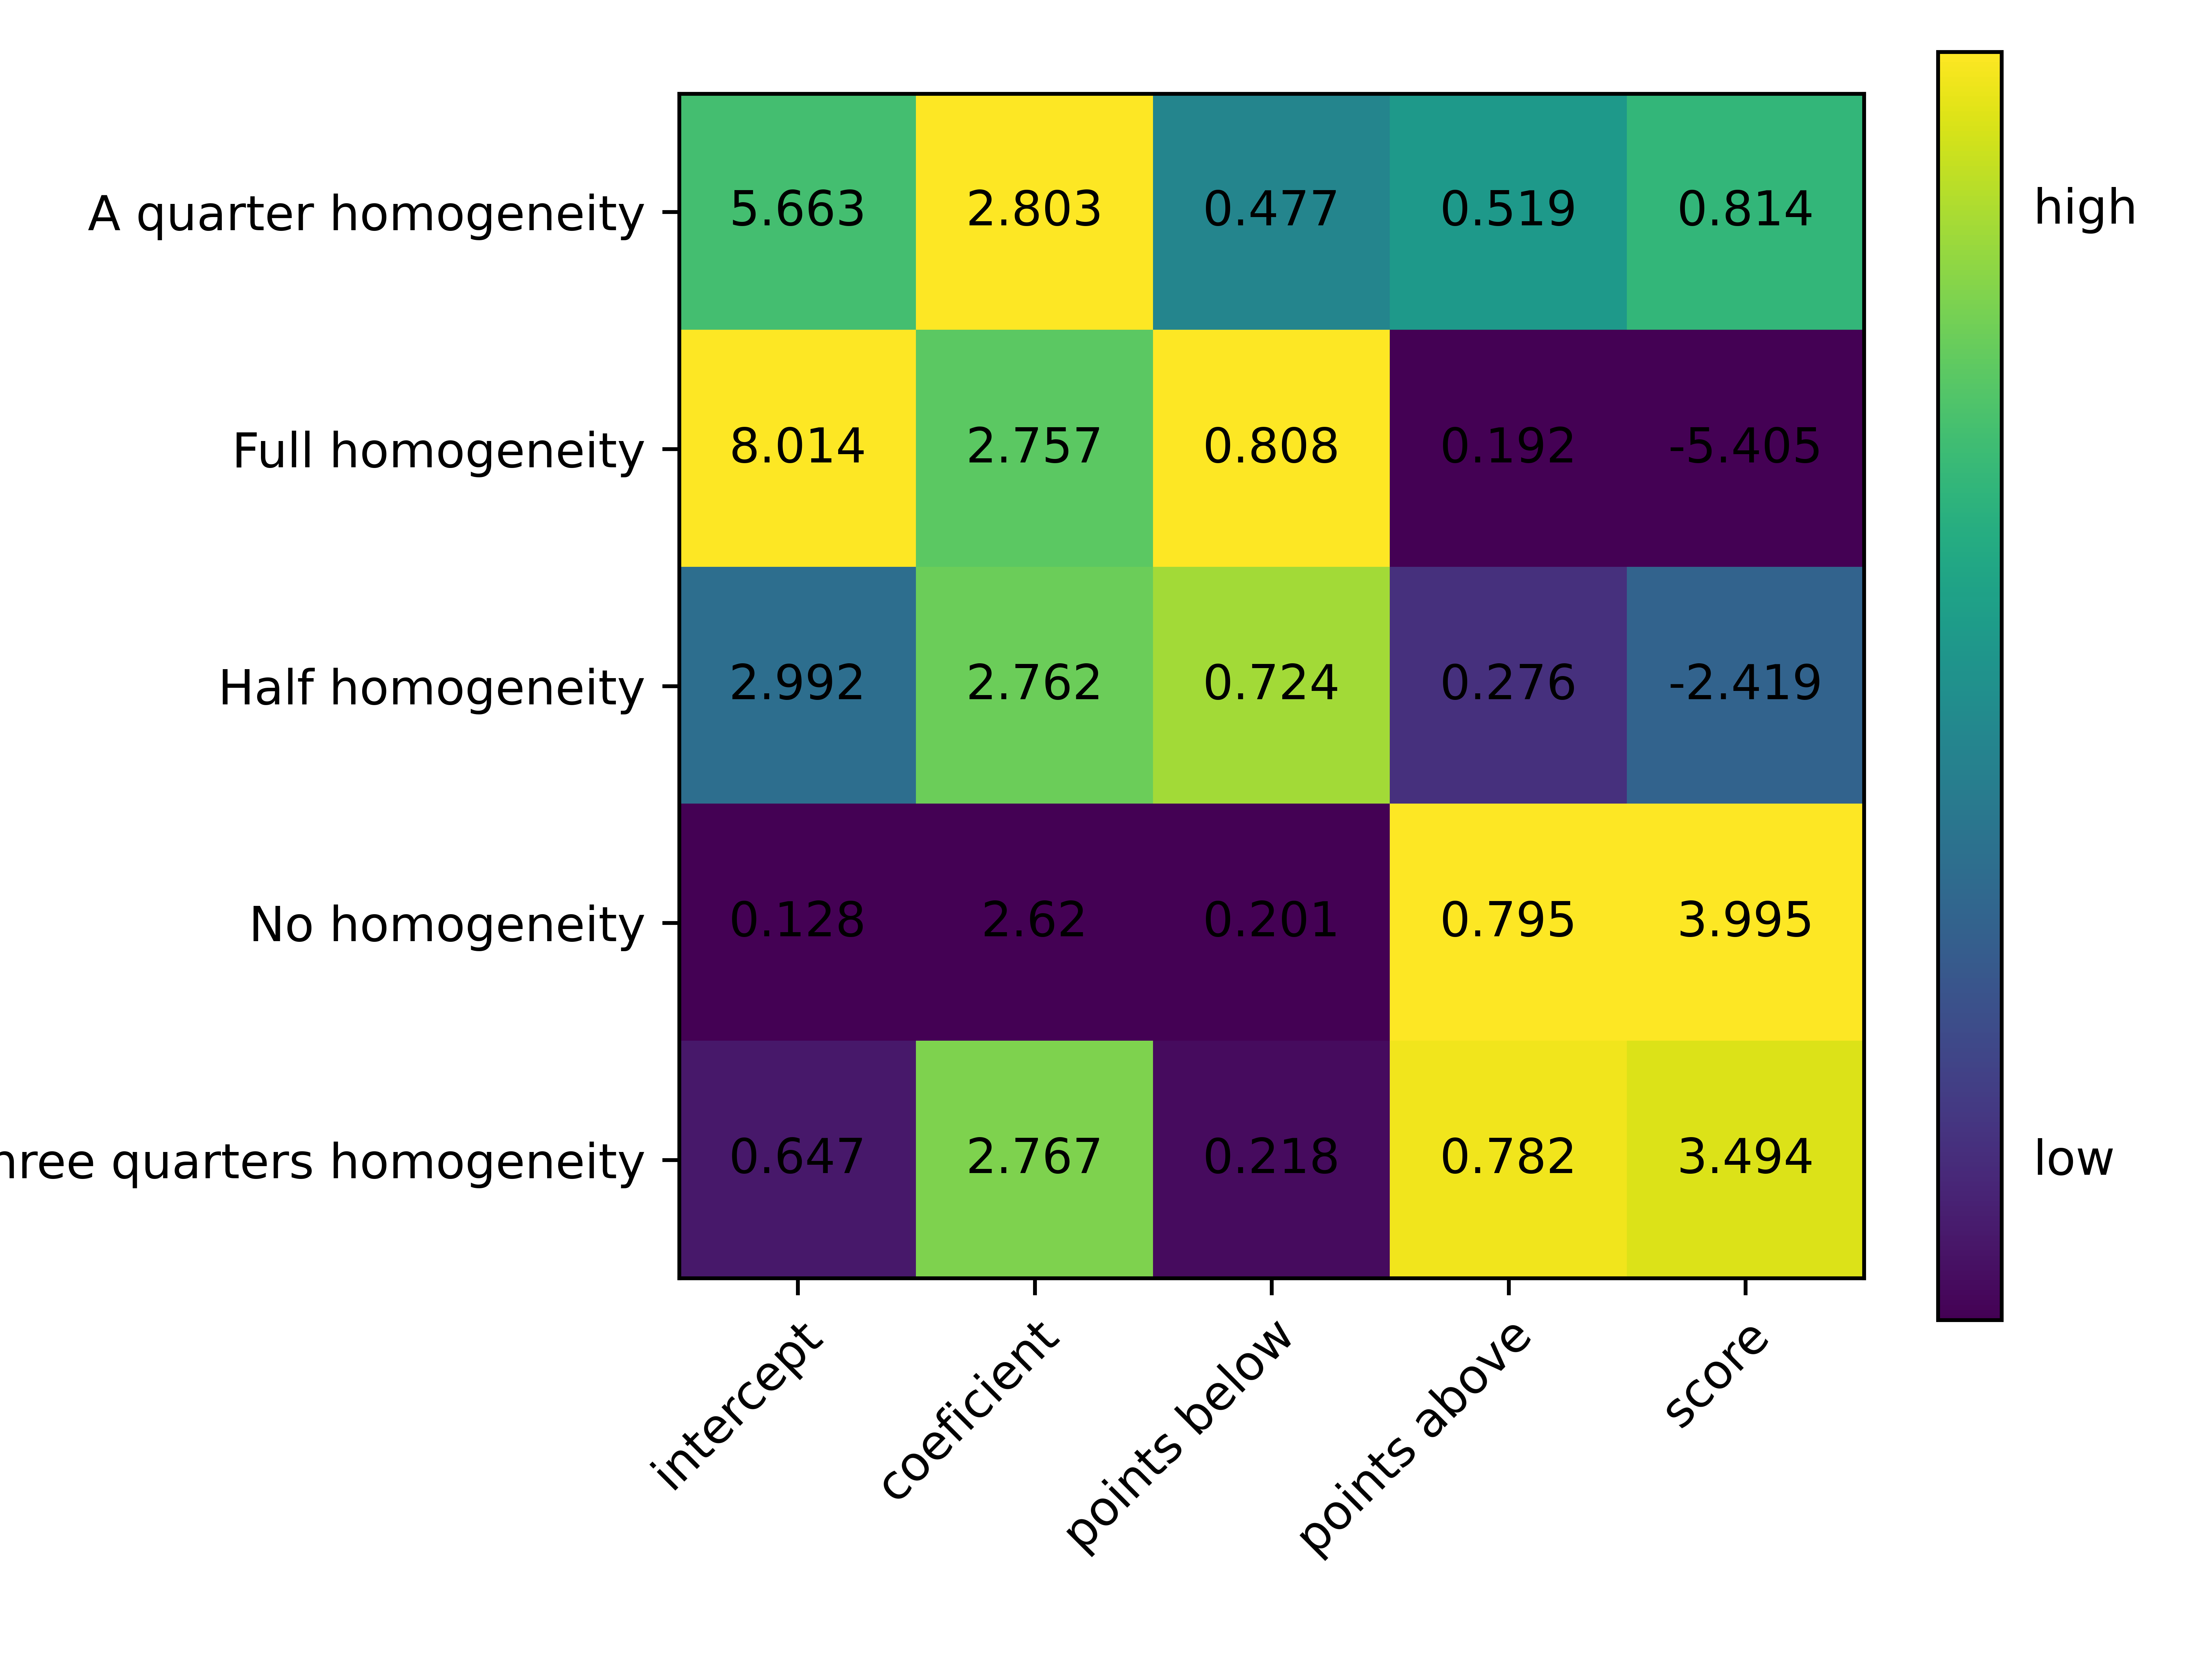 A quarter homogeneity 5.663 2.803 0.477 0.519 0.814
high
Full homogeneity 8.014 2.757 0.808 0.192 -5.405
Half homogeneity 2.992 2.762 0.724 0.276 -2.419
No homogeneity 0.128 2.62 0.201 0.795 3.995
hree quarters homogeneity 0.647 2.767 0.218 0.782 3.494
low
intercept
coeficient
points below
points above
score